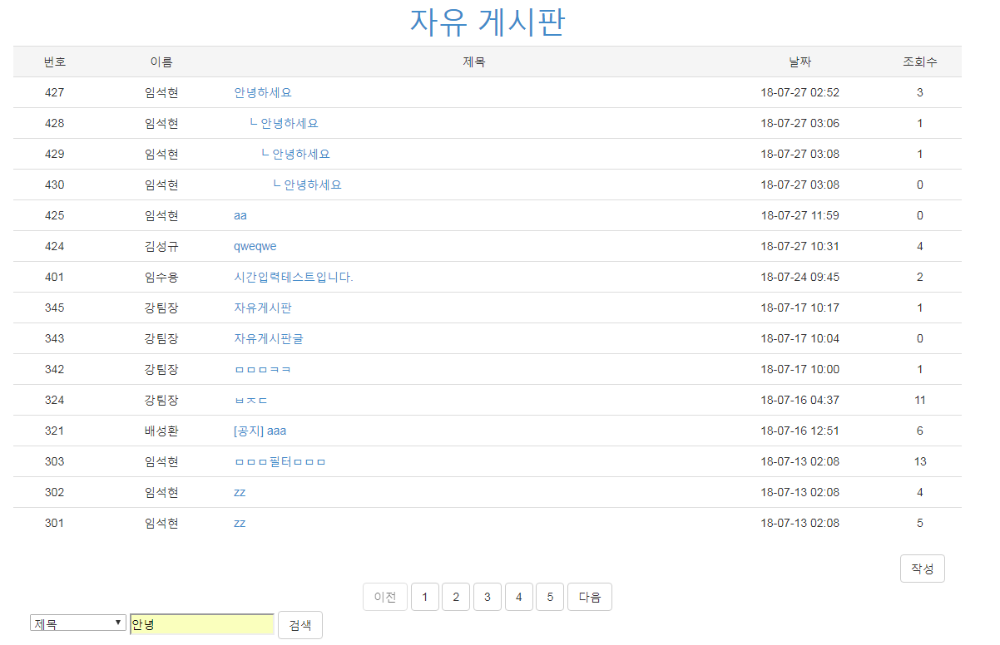 자유 게시판
번호 이름 제목 날짜 조회수
427 임석현 안녕하세요 18-07-27 02:52 3
428 임석현 ㄴ안녕하세요 18-07-27 03:06 1
429 임석현 ㄴ안녕하세요 18-07-27 03:08 1
430 임석현 ㄴ안녕하세요 18-07-27 03:08 0
425 임석현 aa 18-07-27 11:59 0
424 김성규 qweqwe 18-07-27 10:31 4
401 임수용 시간입력테스트입니다. 18-07-24 09:45 2
345 강팀장 자유게시판 18-07-17 10:17 1
343 강팀장 자유게시판글 18-07-17 10:04 0
342 강팀장 ㅁㅁㅁㅋㅋ 18-07-17 10:00 1
324 강팀장 ㅂㅈㄷ 18-07-16 04:37 11
321 배성환 [공지] aaa 18-07-16 12:51 6
303 임석현 ㅁㅁㅁ필터ㅁㅁㅁ 18-07-13 02:08 13
302 임석현 zz 18-07-13 02:08 4
301 임석현 zz 18-07-13 02:08 5
작성
이전 1 2 3 4 5 다음
제목 안녕 검색